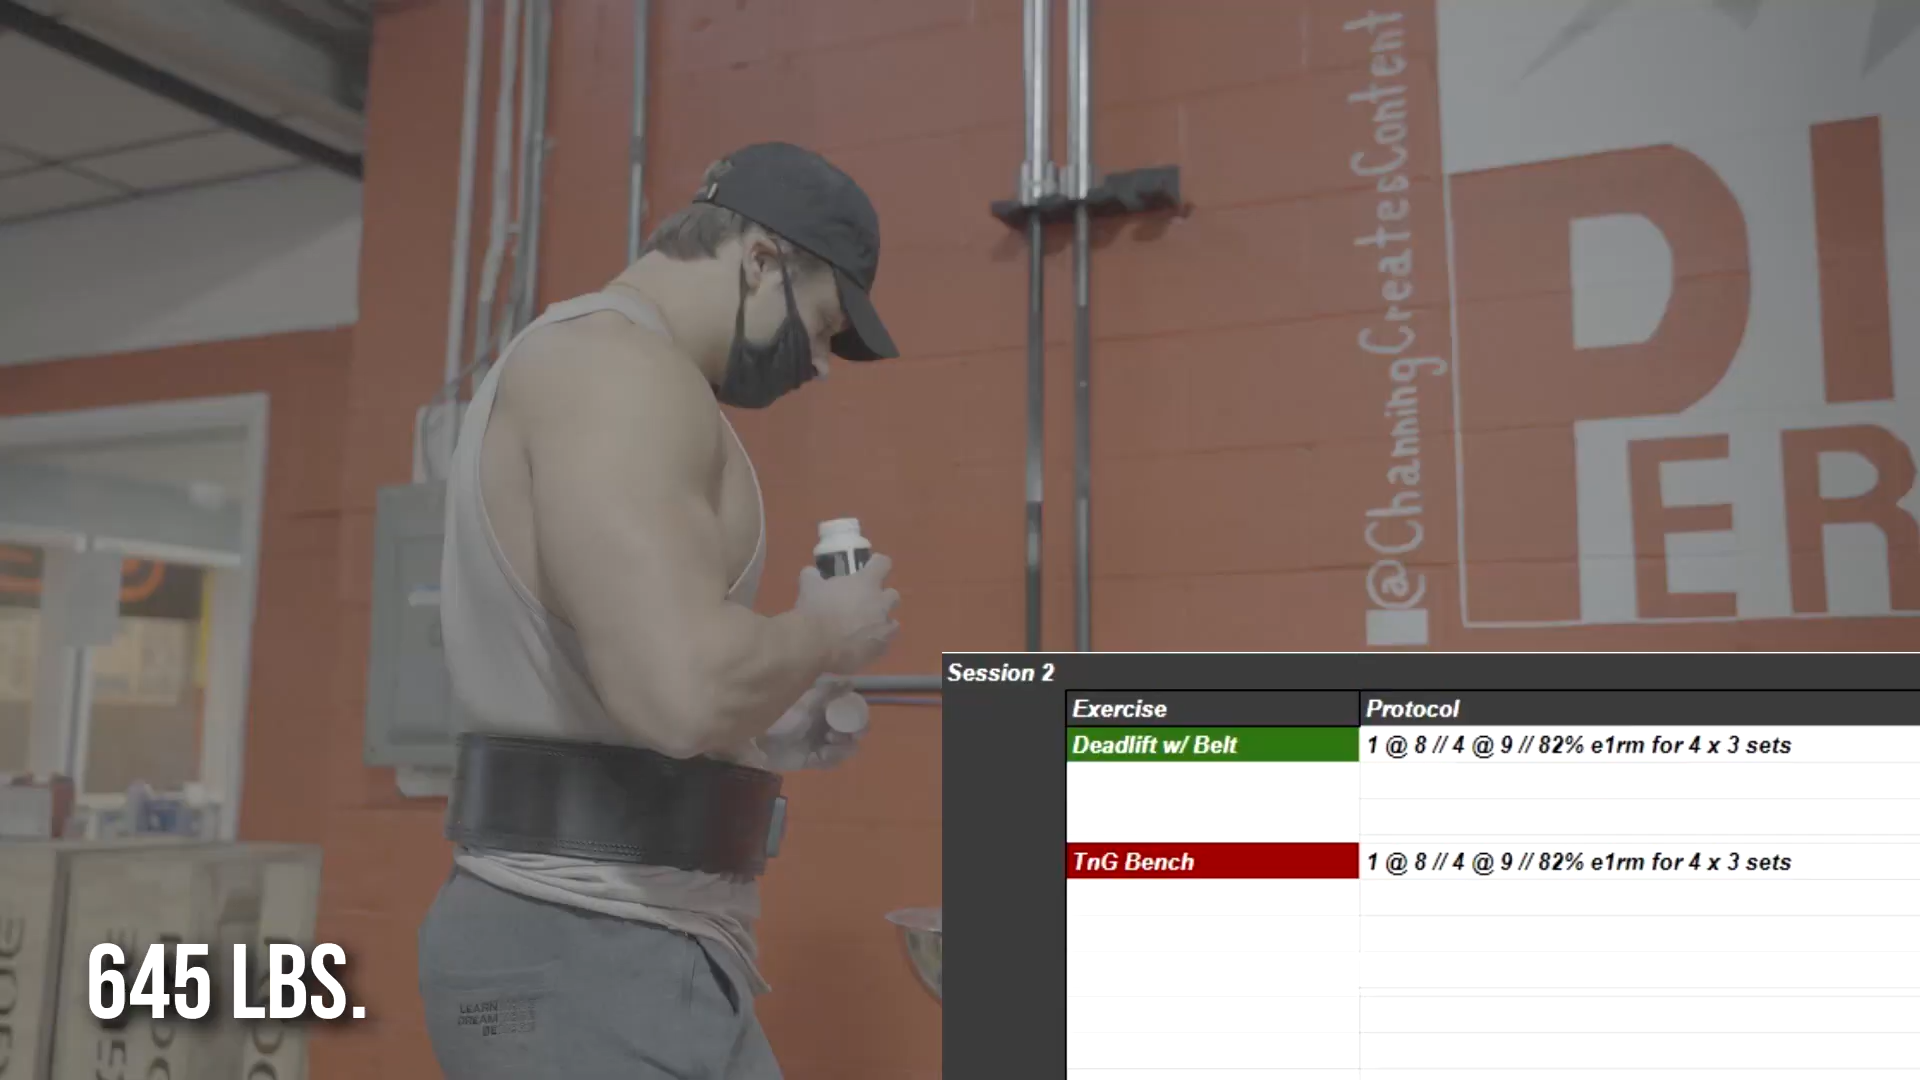 @ChanningCreatesContent
ER
LEARN
DREAM
BE
645 LBS.
Session 2
Exercise Protocol
Deadlift w/ Belt 1 @ 8 // 4 @ 9 // 82% e1rm for 4 x 3 sets
TnG Bench 1 @ 8 // 4 @ 9 // 82% e1rm for 4 x 3 sets